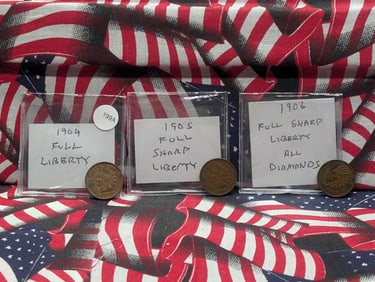 1904
FULL
LIBERTY
1904
1905
FULL
SHARP
LIBERTY
1906
FULL SHARP
LIBERTY
ALL
DIAMONDS